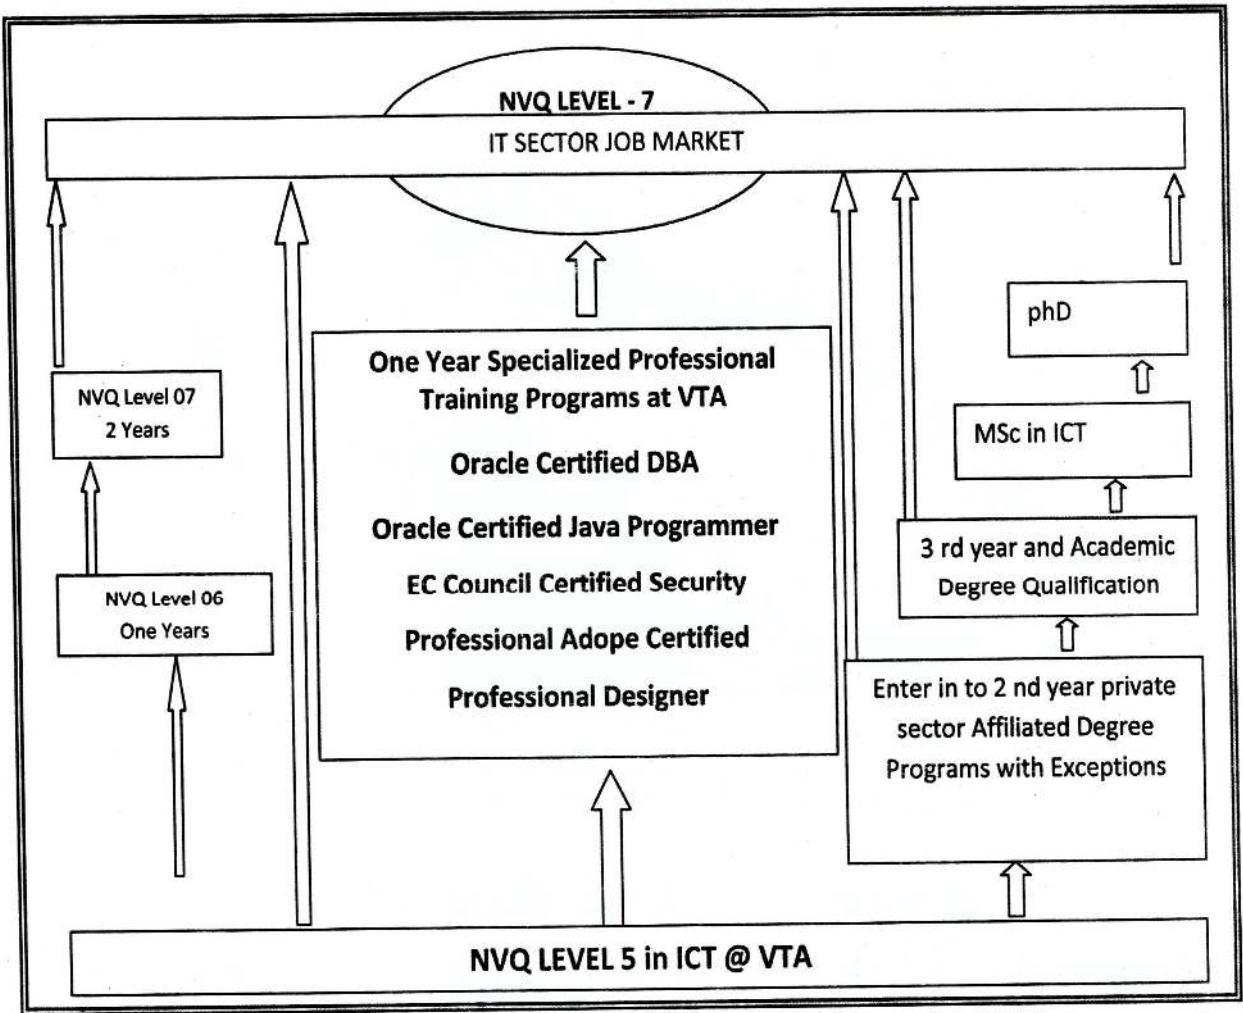 NVQ LEVEL - 7
IT SECTOR JOB MARKET
phD
One Year Specialized Professional
Training Programs at VTA
NVQ Level 07
2 Years
MSc in ICT
Oracle Certified DBA
Oracle Certified Java Programmer
3 rd year and Academic
Degree Qualification
EC Council Certified Security
NVQ Level 06
One Years
Professional Adope Certified
Professional Designer
Enter in to 2 nd year private
sector Affiliated Degree
Programs with Exceptions
NVQ LEVEL 5 in ICT @ VTA